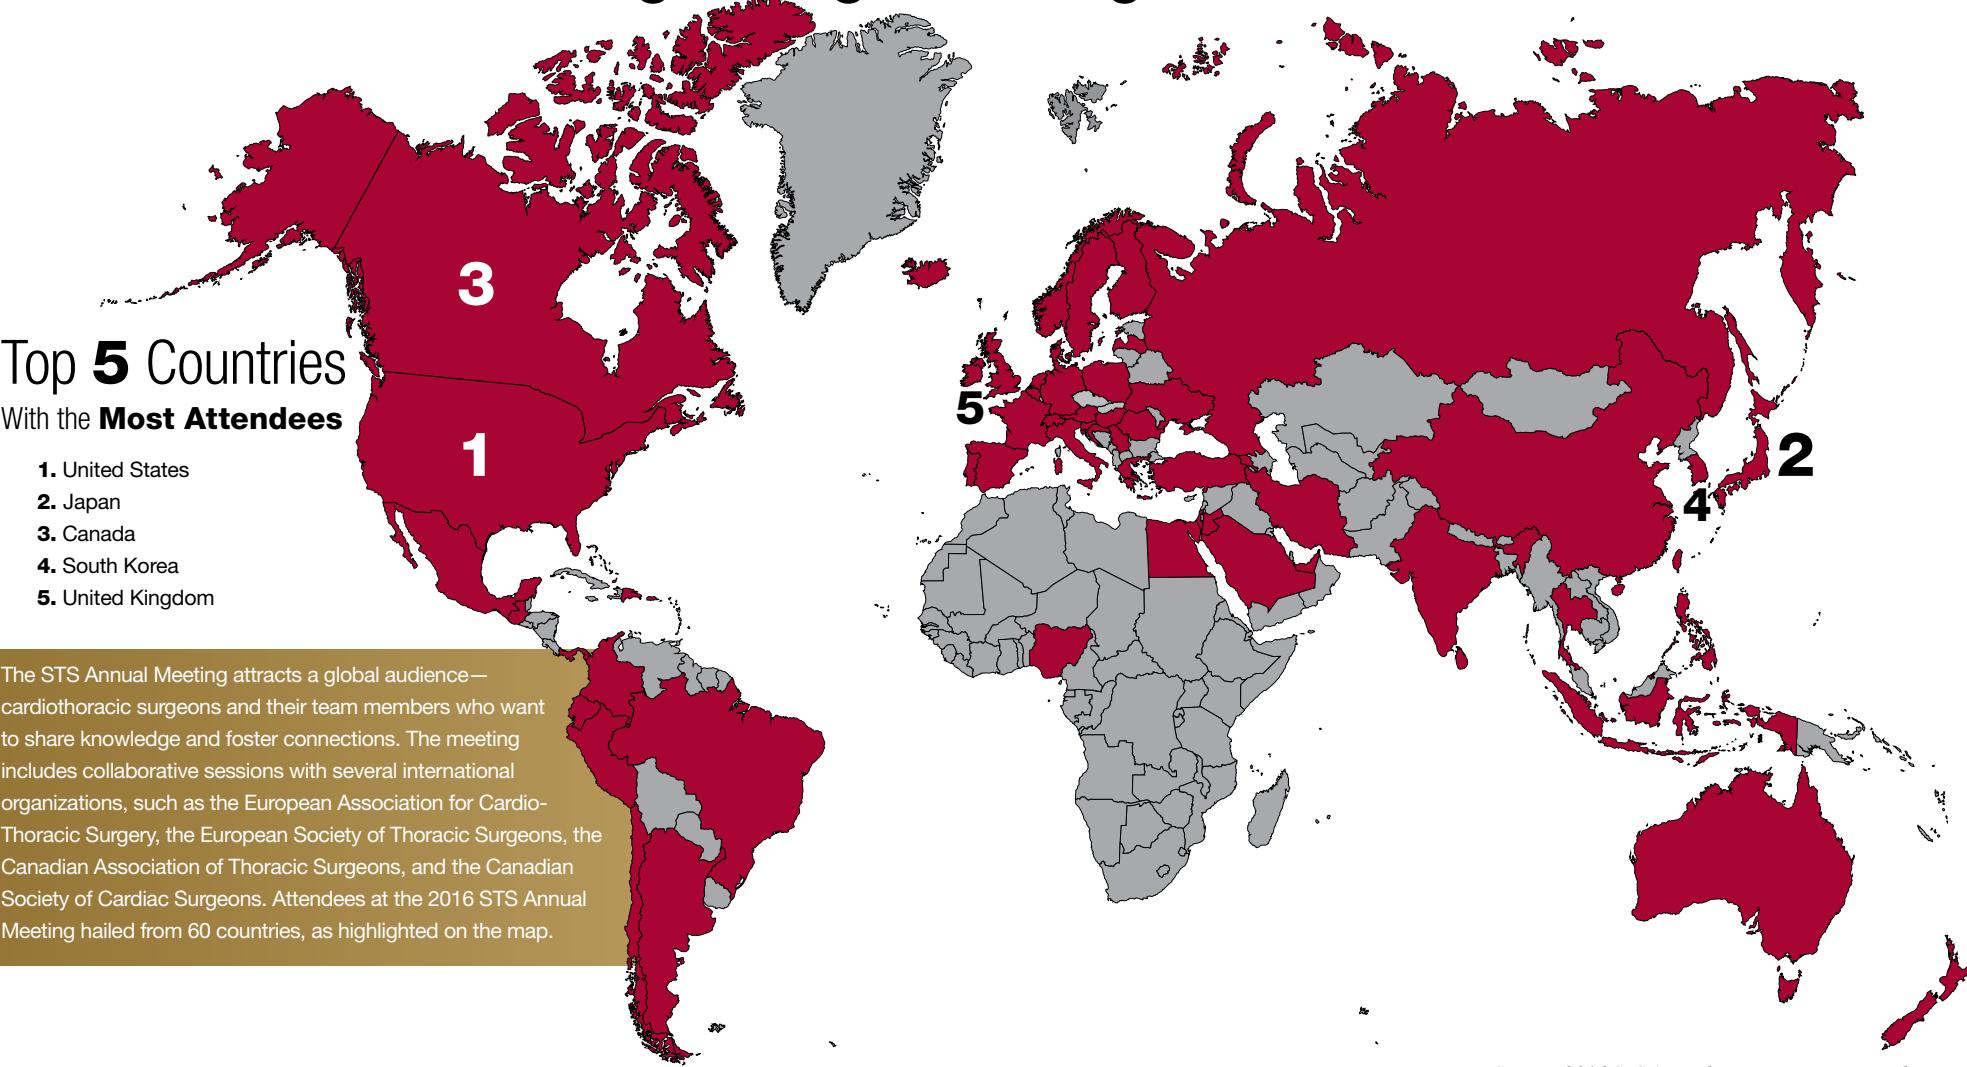 3
Top 5 Countries
With the Most Attendees
1. United States
2. Japan
3. Canada
4. South Korea
5. United Kingdom
1
5
2
4
The STS Annual Meeting attracts a global audience—
cardiothoracic surgeons and their team members who want
to share knowledge and foster connections. The meeting
includes collaborative sessions with several international
organizations, such as the European Association for Cardio-
Thoracic Surgery, the European Society of Thoracic Surgeons, the
Canadian Association of Thoracic Surgeons, and the Canadian
Society of Cardiac Surgeons. Attendees at the 2016 STS Annual
Meeting hailed from 60 countries, as highlighted on the map.